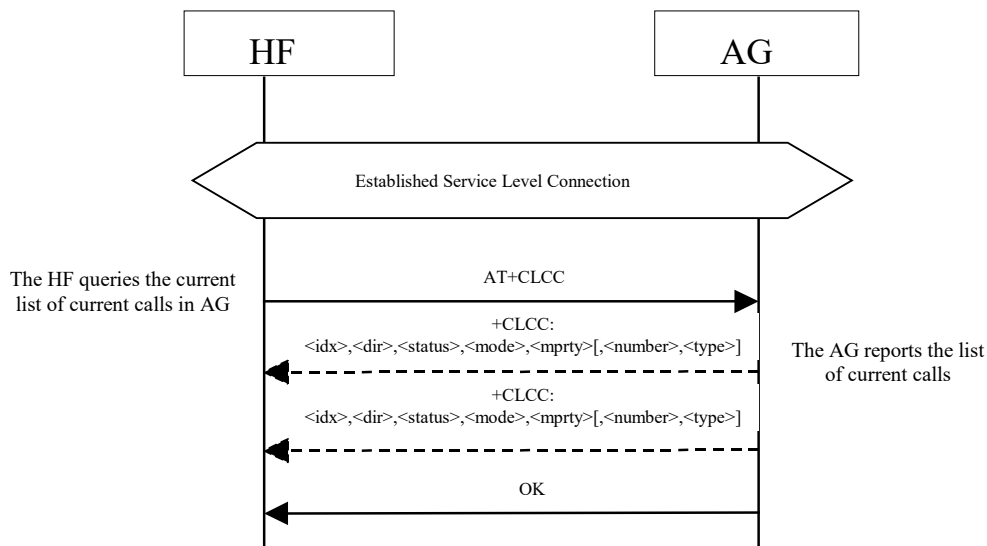 HF
AG
Established Service Level Connection
The HF queries the current
list of current calls in AG
AT+CLCC
+CLCC:
<idx>,<dir>,<status>,<mode>,<mprty>[,<number>,<type>]
The AG reports the list
of current calls
+CLCC:
<idx>,<dir>,<status>,<mode>,<mprty>[,<number>,<type>]
OK